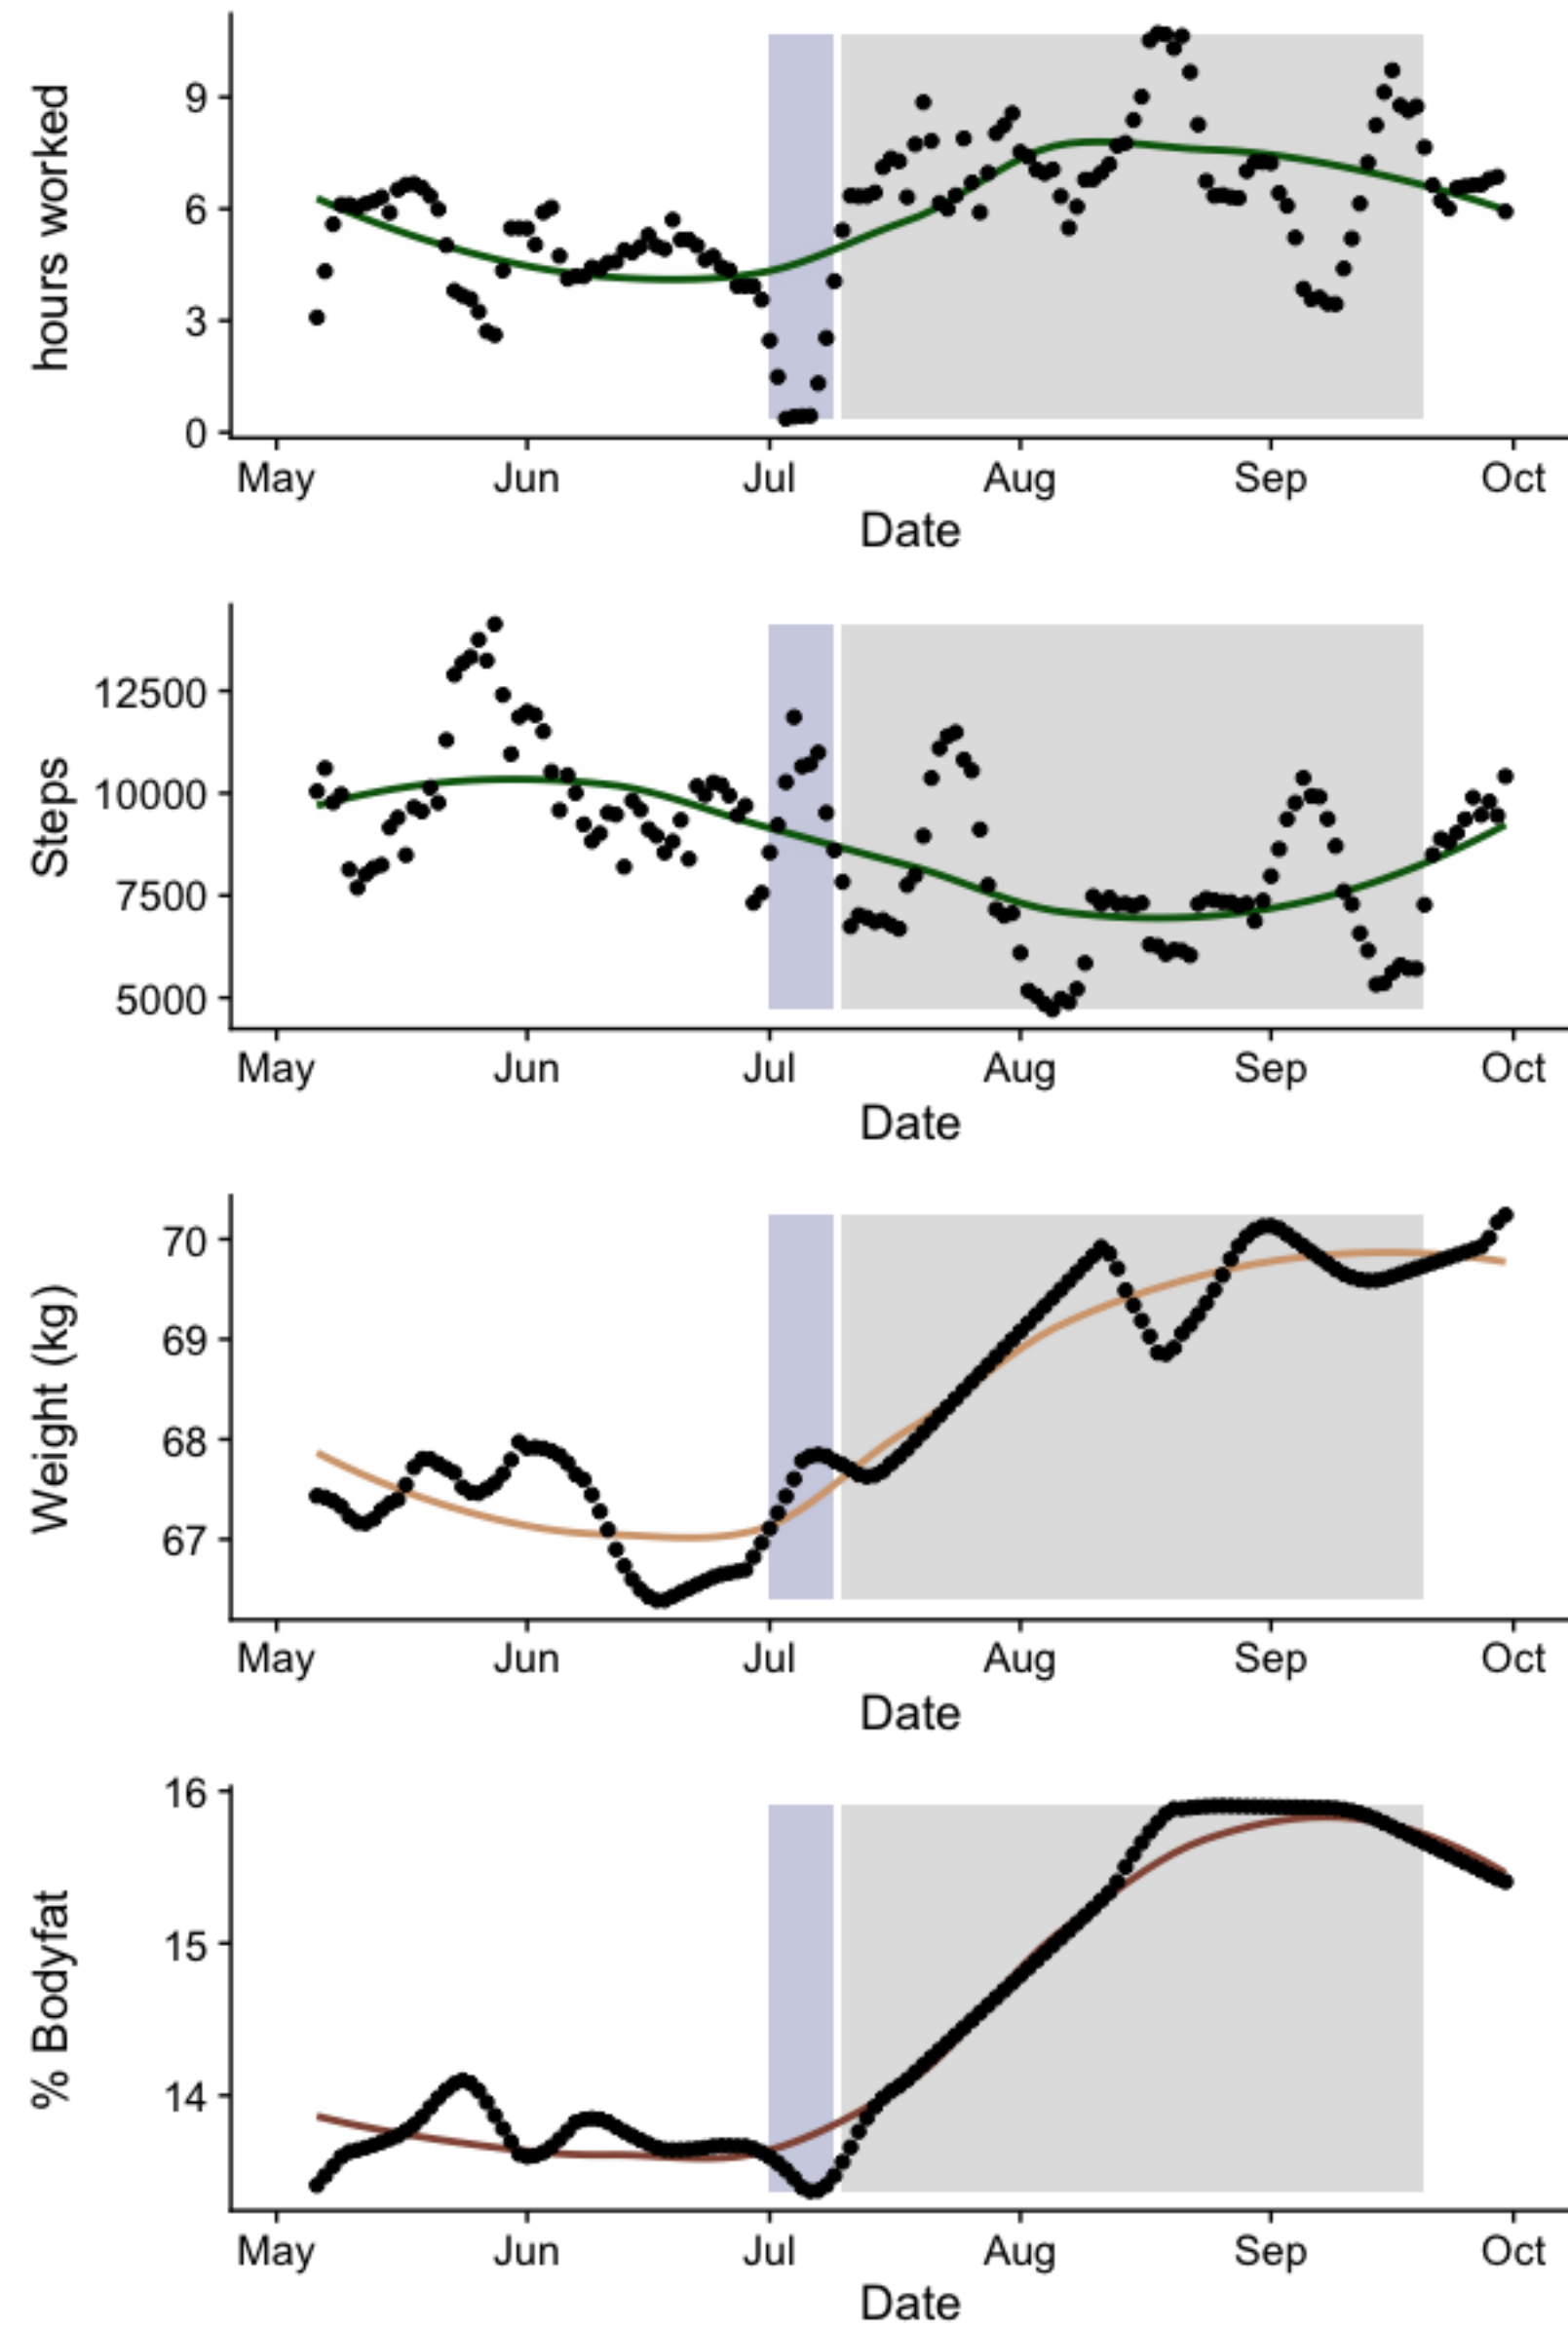 hours worked
9
6
3
0
May Jun Jul Aug Sep Oct
Date
Steps
12500
10000
7500
5000
May Jun Jul Aug Sep Oct
Date
Weight (kg)
70
69
68
67
May Jun Jul Aug Sep Oct
Date
% Bodyfat
16
15
14
May Jun Jul Aug Sep Oct
Date